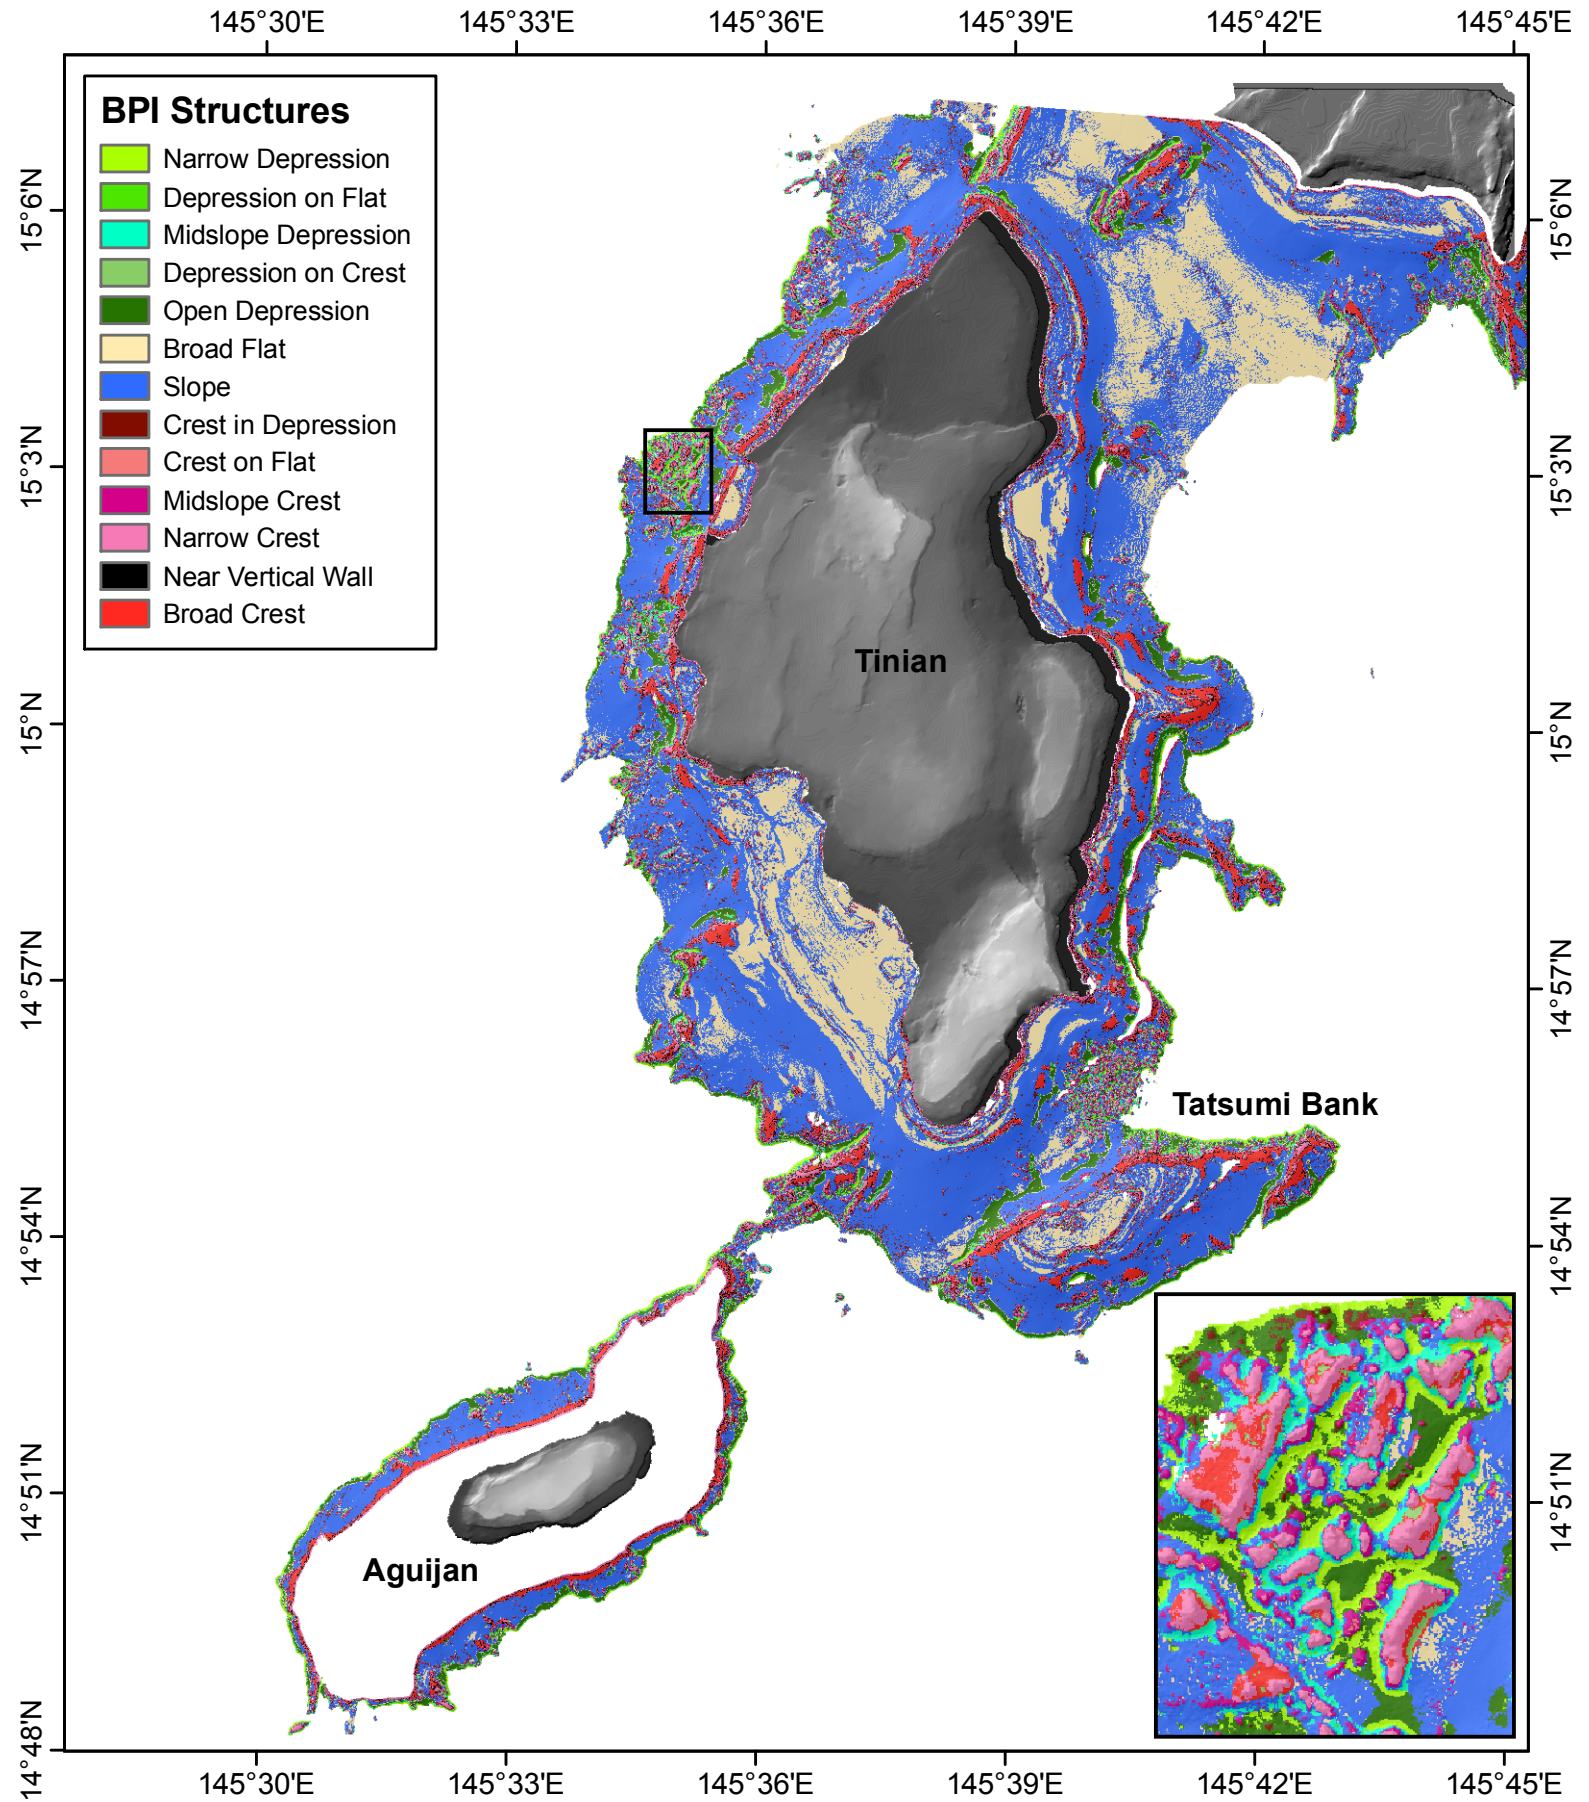 145°30'E 145°33'E 145°36'E 145°39'E 145°42'E 145°45'E
BPI Structures
Narrow Depression
Depression on Flat
Midslope Depression
Depression on Crest
Open Depression
Broad Flat
Slope
Crest in Depression
Crest on Flat
Midslope Crest
Narrow Crest
Near Vertical Wall
Broad Crest
15°6'N
15°6'N
15°3'N
15°3'N
Tinian
15°N
15°N
14°57'N
14°57'N
Tatsumi Bank
14°54'N
14°54'N
14°51'N
14°51'N
Aguijan
14°48'N
145°30'E 145°33'E 145°36'E 145°39'E 145°42'E 145°45'E